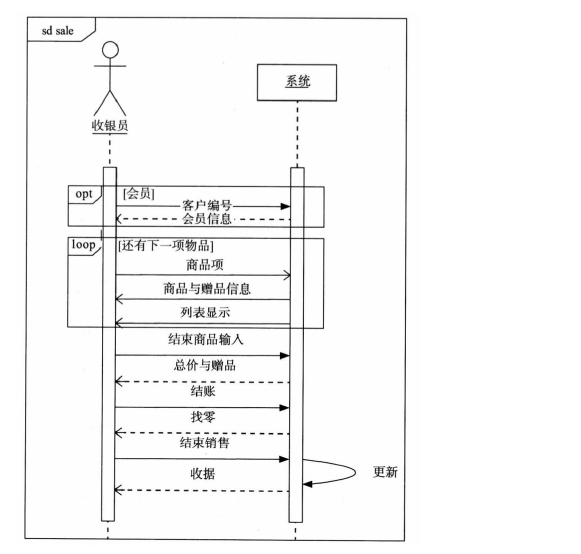 sd sale
系统
收银员
opt
[会员]
客户编号
会员信息
loop
[还有下一项物品]
商品项
商品与赠品信息
列表显示
结束商品输入
总价与赠品
结账
找零
结束销售
收据
更新